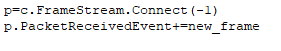 p=c.FrameStream.Connect(-1)
p.PacketReceivedEvent+=new_frame